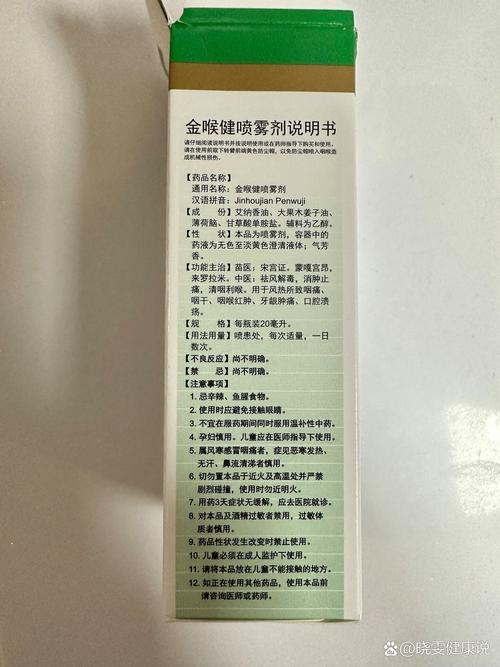 金喉健喷雾剂说明书
请仔细阅读说明书并按说明使用或在药师指导下购买和使用。
请在使用前取下转臂前端黄色防尘帽，以免防尘帽喷入咽喉造
成机械性损伤。
【药品名称】
通用名称：金喉健喷雾剂
汉语拼音：Jinhoujian Penwuji
【成　份】艾纳香油、大果木姜子油、
薄荷脑、甘草酸单铵盐。辅料为乙醇。
【性　状】本品为喷雾剂，容器中的
药液为无色至淡黄色澄清液体；气芳
香。
【功能主治】苗医：宋宫证。蒙嘎宫昂，
来罗拉米。中医：祛风解毒，消肿止
痛，清咽利喉。用于风热所致咽痛，
咽干、咽喉红肿、牙龈肿痛、口腔溃
疡。
【规　格】每瓶装20毫升。
【用法用量】喷患处，每次适量，一日
数次。
【不良反应】尚不明确。
【禁　忌】尚不明确。
【注意事项】
1. 忌辛辣、鱼腥食物。
2. 使用时应避免接触眼睛。
3. 不宜在服药期间同时服用温补性中药。
4. 孕妇慎用。儿童应在医师指导下使用。
5. 属风寒感冒咽痛者，症见恶寒发热、
无汗、鼻流清涕者慎用。
6. 切勿置本品于近火及高温处并严禁
剧烈碰撞，使用时勿近明火。
7. 用药3天症状无缓解，应去医院就诊。
8. 对本品及酒精过敏者禁用，过敏体
质者慎用。
9. 药品性状发生改变时禁止使用。
10. 儿童必须在成人监护下使用。
11. 请将本品放在儿童不能接触的地方。
12. 如正在使用其他药品，使用本品前
请咨询医师或药师。
@晓雯健康说